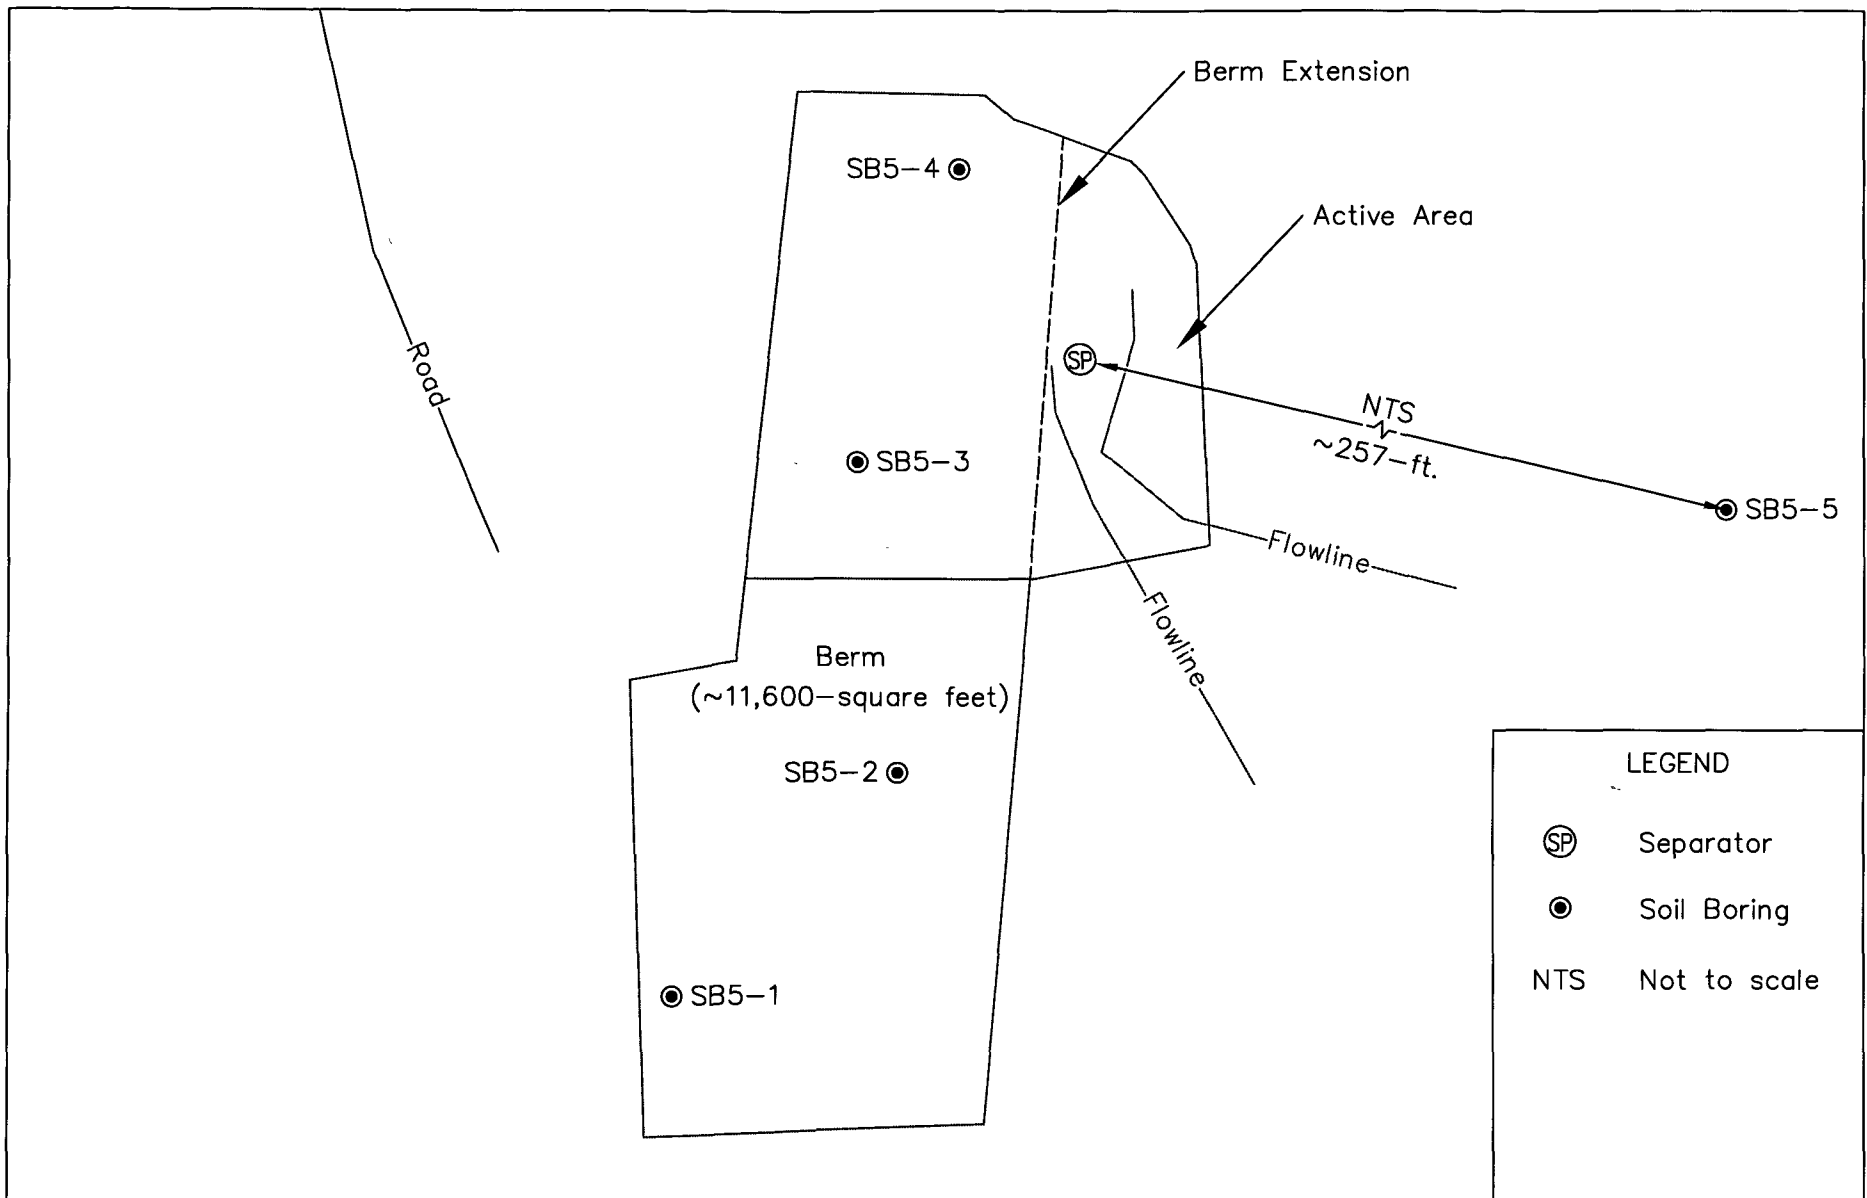 Berm Extension
SB5-4
Active Area
Road
SP
NTS
~257-ft.
SB5-3
SB5-5
Flowline
Flowline
Berm
(~11,600-square feet)
SB5-2
SB5-1
LEGEND
SP Separator
Soil Boring
NTS Not to scale